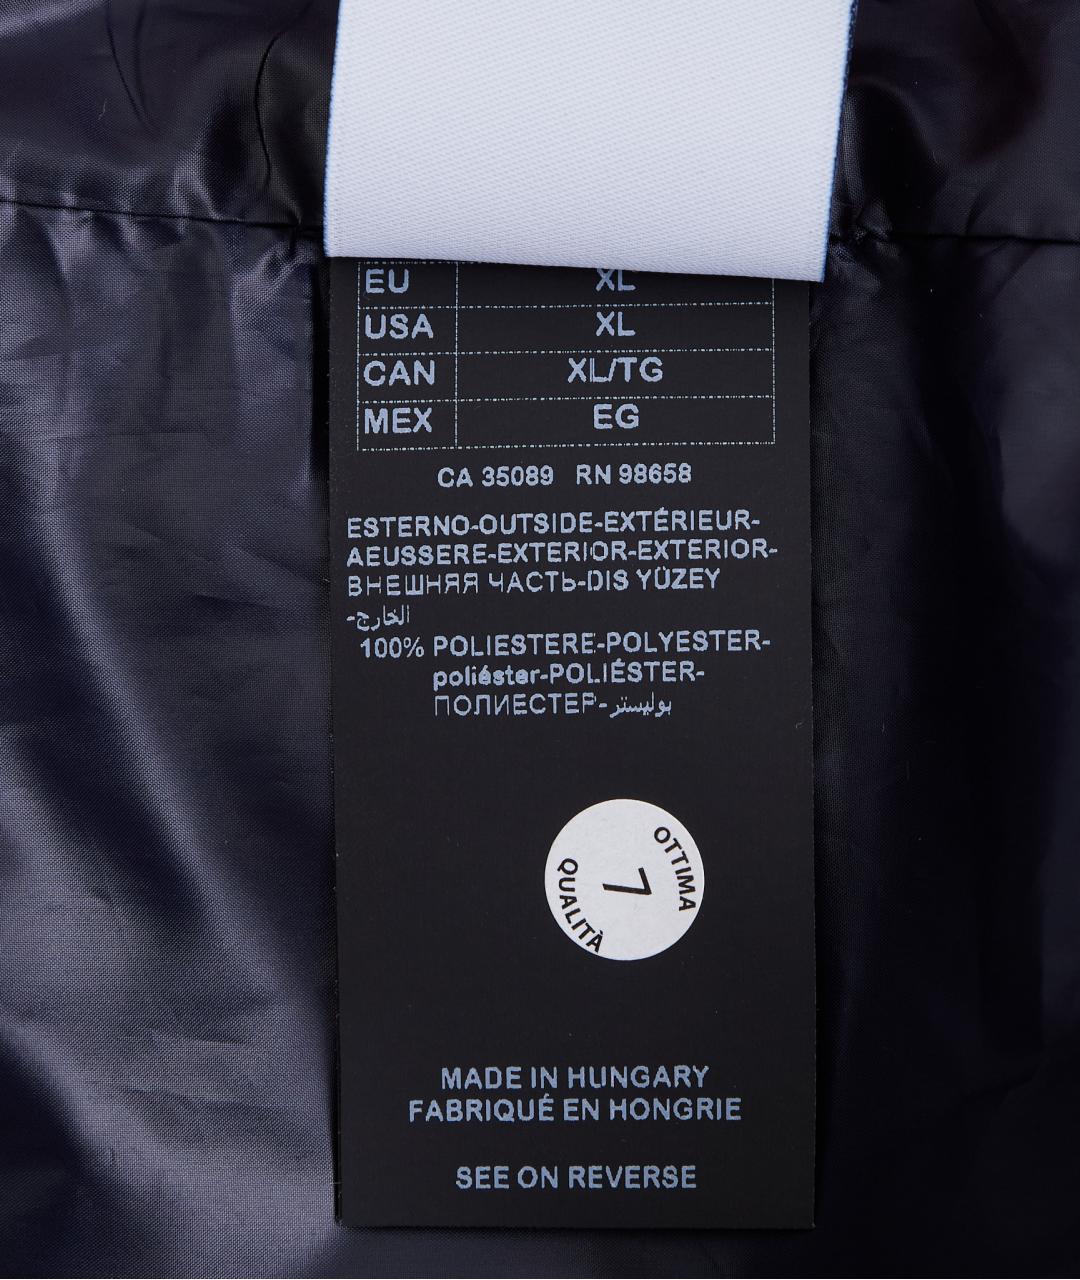 EU XL
USA XL
CAN XL/TG
MEX EG
CA 35089 RN 98658
ESTERNO-OUTSIDE-EXTÉRIEUR-
AEUSSERE-EXTERIOR-EXTERIOR-
ВНЕШНЯЯ ЧАСТЬ-DIS YÜZEY
-الخارج
100% POLIESTERE-POLYESTER-
poliéster-POLIÉSTER-
ПОЛИЕСТЕР-بوليستر
OTTIMA
7
QUALITÀ
MADE IN HUNGARY
FABRIQUÉ EN HONGRIE
SEE ON REVERSE